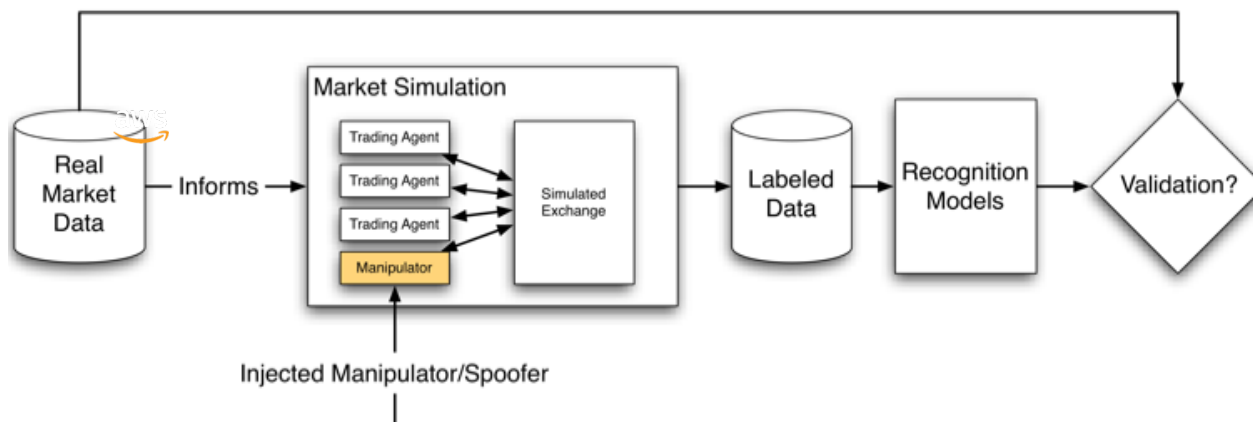 Market Simulation
Real
Market
Data
Informs
Trading Agent
Trading Agent
Trading Agent
Manipulator
Simulated
Exchange
Labeled
Data
Recognition
Models
Validation?
Injected Manipulator/Spoofer